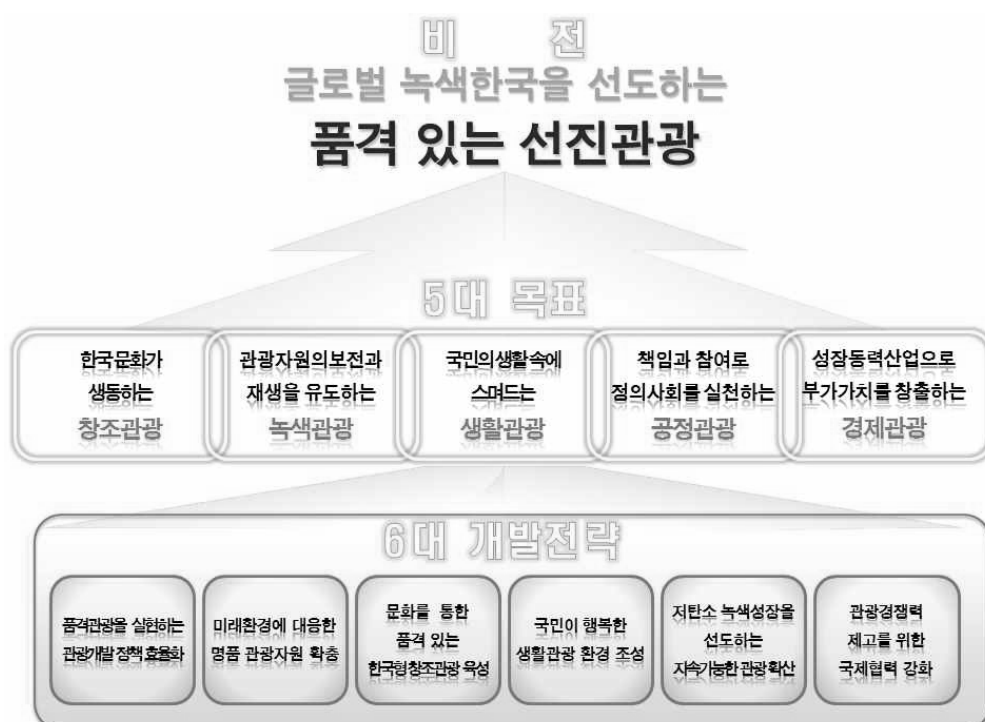 비 전
글로벌 녹색한국을 선도하는
품격 있는 선진관광
5대 목표
한국문화가
생동하는
창조관광
관광자원의보전과
재생을 유도하는
녹색관광
국민의생활속에
스며드는
생활관광
책임과 참여로
정의사회를실천하는
공정관광
성장동력산업으로
부가가치를창출하는
경제관광
6대 개발전략
품격관광을 실현하는
관광개발정책효율화
미래환경에 대응한
명품 관광자원 확충
문화를 통한
품격 있는
한국형창조관광 육성
국민이 행복한
생활관광 환경 조성
저탄소 녹색성장을
선도하는
지속가능한관광확산
관광경쟁력
제고를 위한
국제협력 강화